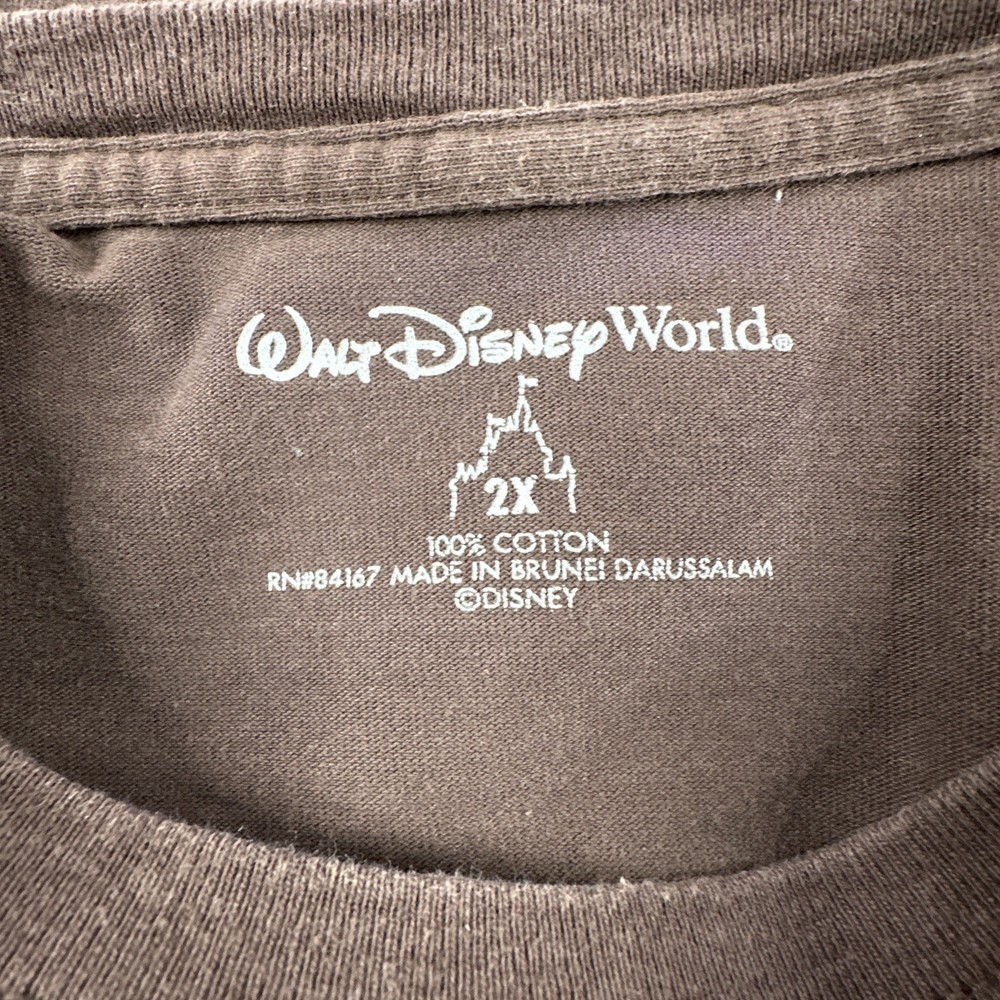 Walt Disney World®
2X
100% COTTON
RN#84167 MADE IN BRUNEI DARUSSALAM
©DISNEY